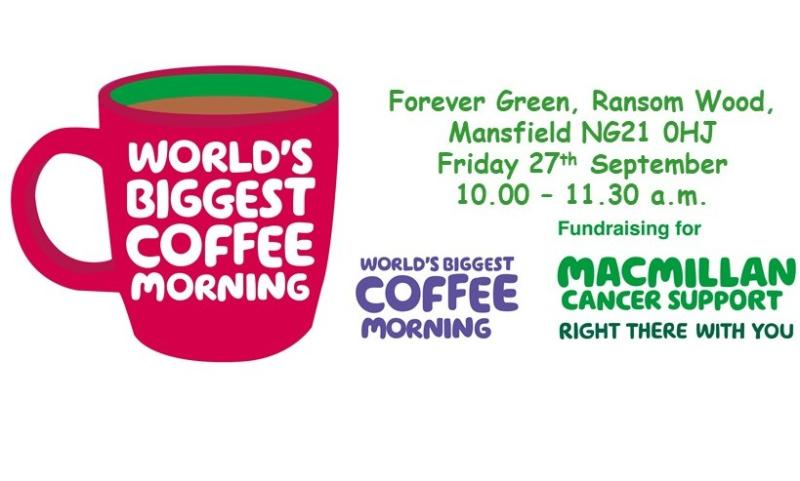 WORLD'S
BIGGEST
COFFEE
MORNING
Forever Green, Ransom Wood,
Mansfield NG21 0HJ
Friday 27th September
10.00 – 11.30 a.m.
Fundraising for
WORLD'S BIGGEST
COFFEE
MORNING
MACMILLAN
CANCER SUPPORT
RIGHT THERE WITH YOU